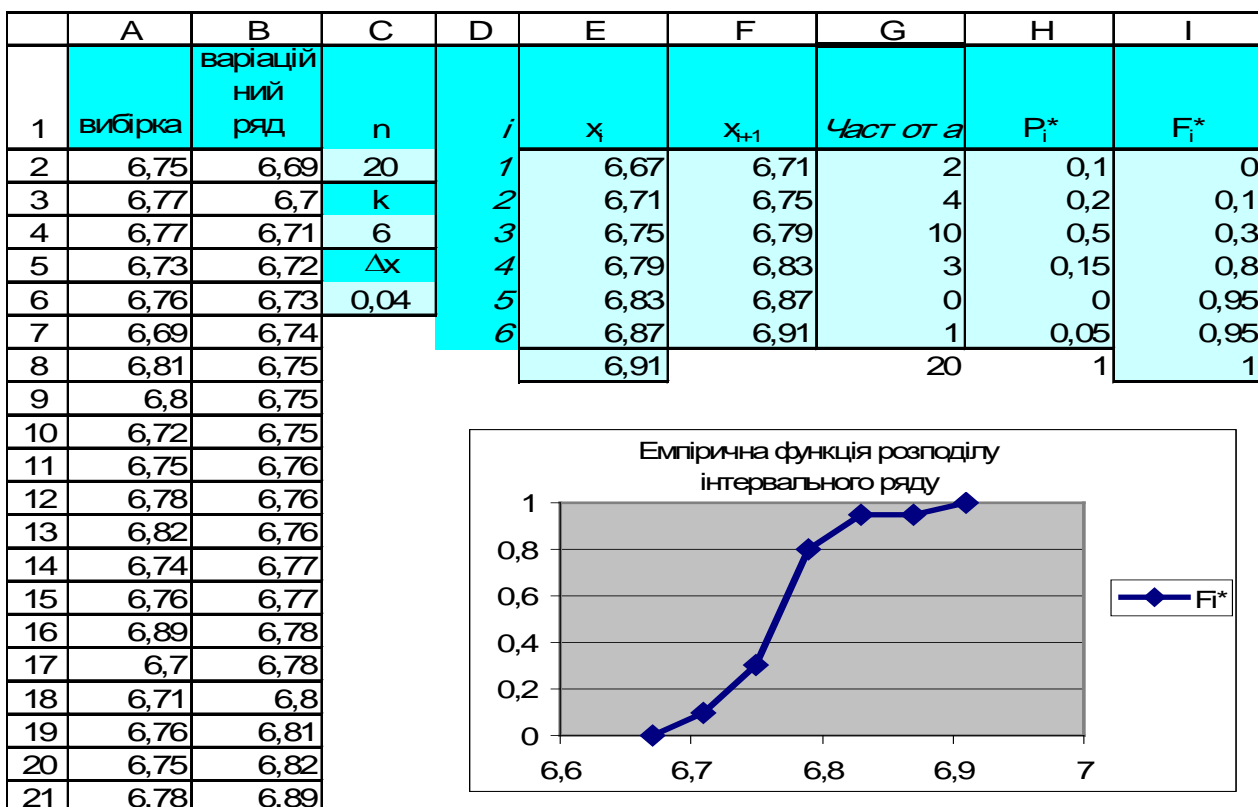 A B C D E F G H I
1 вибірка варіацій ний ряд n i xi xi+1 Част от а Pi* Fi*
2 6,75 6,69 20 1 6,67 6,71 2 0,1 0
3 6,77 6,7 k 2 6,71 6,75 4 0,2 0,1
4 6,77 6,71 6 3 6,75 6,79 10 0,5 0,3
5 6,73 6,72 Δx 4 6,79 6,83 3 0,15 0,8
6 6,76 6,73 0,04 5 6,83 6,87 0 0 0,95
7 6,69 6,74 6 6,87 6,91 1 0,05 0,95
8 6,81 6,75 6,91 20 1 1
9 6,8 6,75
10 6,72 6,75
11 6,75 6,76
12 6,78 6,76
13 6,82 6,76
14 6,74 6,77
15 6,76 6,77
16 6,89 6,78
17 6,7 6,78
18 6,71 6,8
19 6,76 6,81
20 6,75 6,82
21 6,78 6,89
Емпірична функція розподілу
інтервального ряду
1
0,8
0,6
0,4
0,2
0
6,6 6,7 6,8 6,9 7
Fi*